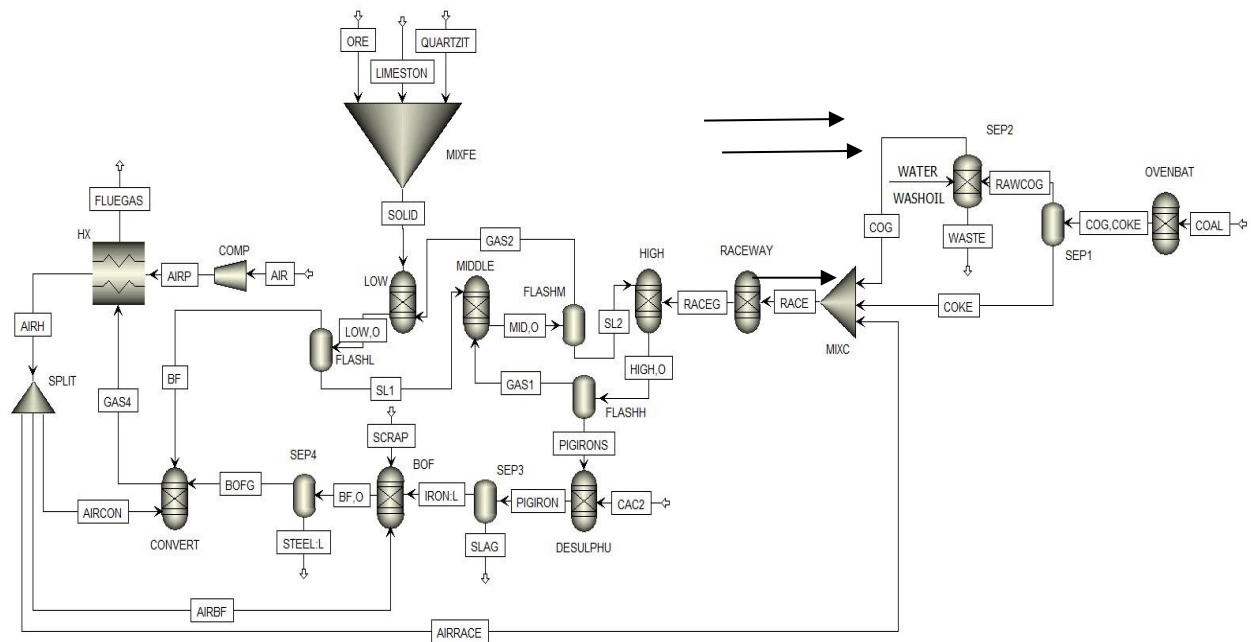 ORE
QUARTZIT
LIMESTON
MIXFE
SEP2
OVENBAT
WATER
WASHOIL
RAWCOG
FLUEGAS
SOLID
COG
COG,COKE
COAL
WASTE
SEP1
HX
COMP
GAS2
HIGH
RACEWAY
AIRP
AIR
LOW
MIDDLE
FLASHM
RACEG
RACE
COKE
SL2
MIXC
AIRH
LOW,O
MID,O
FLASHL
HIGH,O
BF
SL1
GAS1
SPLIT
GAS4
FLASHH
SCRAP
PIGIRONS
SEP4
BOF
SEP3
BOFG
BF,O
IRON:L
PIGIRON
CAC2
AIRCON
CONVERT
STEEL:L
SLAG
DESULPHU
AIRBF
AIRRACE